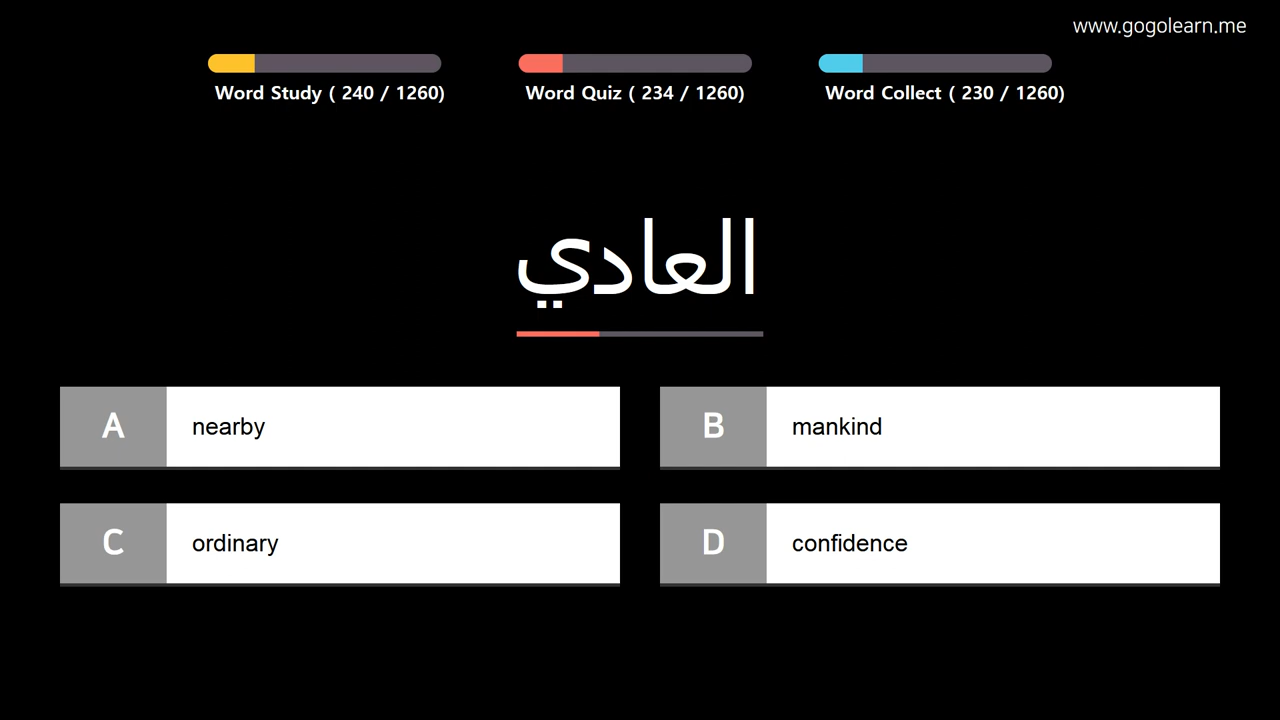 www.gogolearn.me
Word Study ( 240 / 1260)
Word Quiz ( 234 / 1260)
Word Collect ( 230 / 1260)
العادي
A nearby
B mankind
C ordinary
D confidence